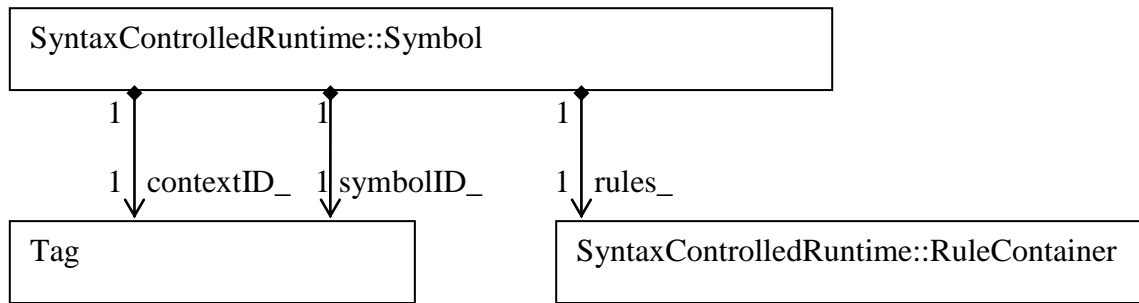 SyntaxControlledRuntime::Symbol
1 1 1
1 contextID_ 1 symbolID_ 1 rules_
Tag SyntaxControlledRuntime::RuleContainer